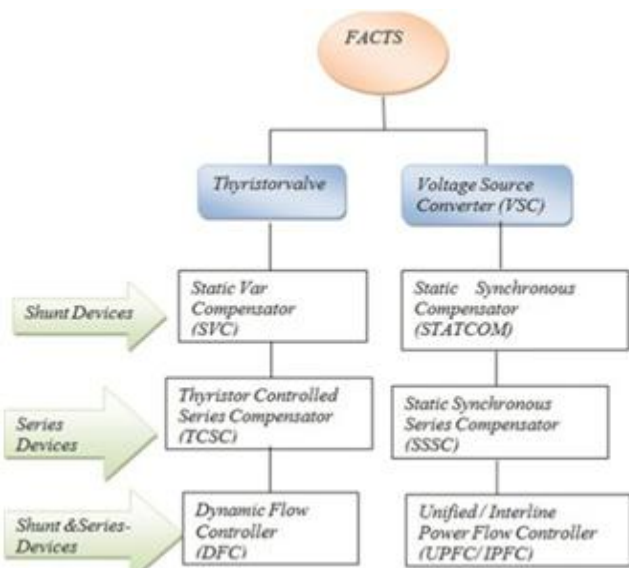 FACTS
Thyristorvalve
Voltage Source
Converter (VSC)
Shunt Devices
Static Var
Compensator
(SVC)
Static Synchronous
Compensator
(STATCOM)
Series
Devices
Thyristor Controlled
Series Compensator
(TCSC)
Static Synchronous
Series Compensator
(SSSC)
Shunt &Series-
Devices
Dynamic Flow
Controller
(DFC)
Unified / Interline
Power Flow Controller
(UPFC/ IPFC)